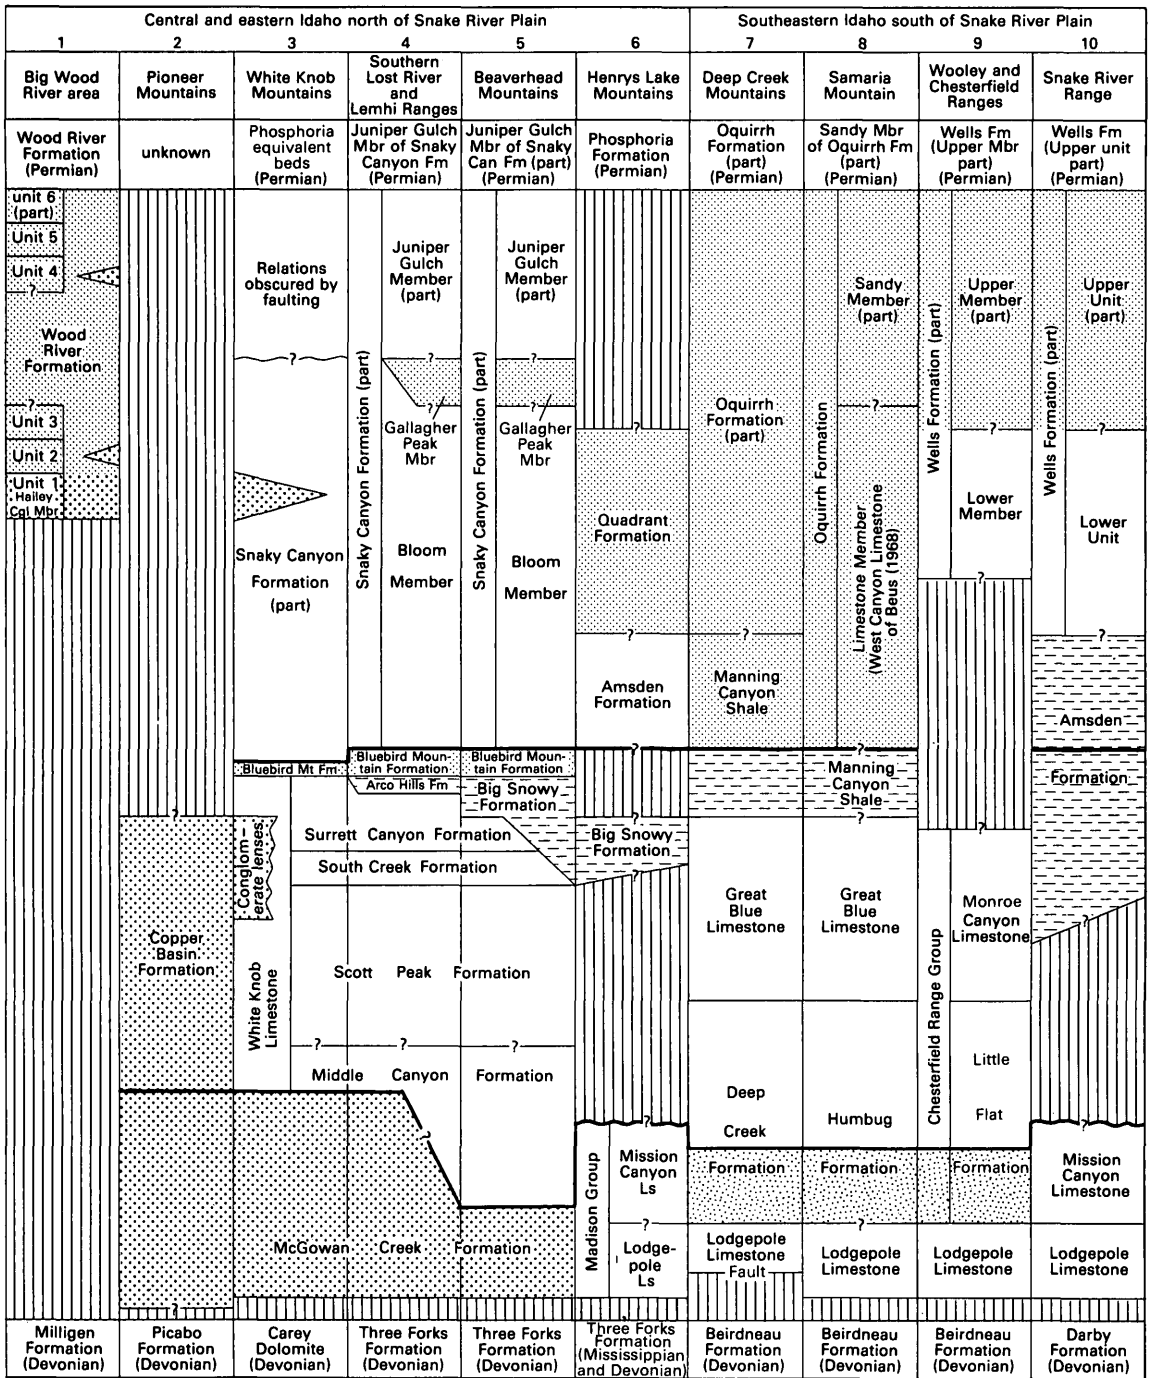 Central and eastern Idaho north of Snake River Plain
Southeastern Idaho south of Snake River Plain
1
2
3
4
5
6
7
8
9
10
Big Wood
River area
Pioneer
Mountains
White Knob
Mountains
Southern
Lost River
and
Lemhi Ranges
Beaverhead
Mountains
Henrys Lake
Mountains
Deep Creek
Mountains
Samaria
Mountain
Wooley and
Chesterfield
Ranges
Snake River
Range
Wood River
Formation
(Permian)
unknown
Phosphoria
equivalent
beds
(Permian)
Juniper Gulch
Mbr of Snaky
Canyon Fm
(Permian)
Juniper Gulch
Mbr of Snaky
Can Fm (part)
(Permian)
Phosphoria
Formation
(Permian)
Oquirrh
Formation
(part)
(Permian)
Sandy Mbr
of Oquirrh Fm
(part)
(Permian)
Wells Fm
(Upper Mbr
part)
(Permian)
Wells Fm
(Upper unit
part)
(Permian)
unit 6
(part)
Unit 5
Unit 4
?
Wood
River
Formation
?
Unit 3
Unit 2
Unit 1
Hailey
Cgl Mbr
?
Copper
Basin
Formation
?
Relations
obscured by
faulting
?
Snaky Canyon
Formation
(part)
Bluebird Mt Fm
Conglom-
erate lenses
White Knob
Limestone
Snaky Canyon Formation (part)
Juniper
Gulch
Member
(part)
?
?
Gallagher
Peak
Mbr
Bloom
Member
Bluebird Moun-
tain Formation
Arco Hills Fm
Snaky Canyon Formation (part)
Juniper
Gulch
Member
(part)
?
?
Gallagher
Peak
Mbr
Bloom
Member
Bluebird Moun-
tain Formation
Big Snowy
Formation
Surrett Canyon Formation
South Creek Formation
Scott Peak Formation
? ? ?
Middle Canyon Formation
?
McGowan Creek Formation
?
Quadrant
Formation
?
Amsden
Formation
?
?
Big Snowy
Formation
?
?
Madison Group
Mission
Canyon
Ls
?
Lodge-
pole
Ls
?
Oquirrh
Formation
(part)
?
Manning
Canyon
Shale
Great
Blue
Limestone
Deep
Creek
Formation
Lodgepole
Limestone
Fault
Oquirrh Formation
Sandy
Member
(part)
?
Limestone Member
(West Canyon Limestone
of Beus (1968)
?
Manning
Canyon
Shale
?
Great
Blue
Limestone
Humbug
Formation
?
Lodgepole
Limestone
Wells Formation (part)
Upper
Member
(part)
?
Lower
Member
?
?
Chesterfield Range Group
Monroe
Canyon
Limestone
Little
Flat
Formation
Lodgepole
Limestone
Wells Formation (part)
Upper
Unit
(part)
?
Lower
Unit
?
Amsden
Formation
?
?
Mission
Canyon
Limestone
Lodgepole
Limestone
Milligen
Formation
(Devonian)
Picabo
Formation
(Devonian)
Carey
Dolomite
(Devonian)
Three Forks
Formation
(Devonian)
Three Forks
Formation
(Devonian)
Three Forks
Formation
(Mississippian
and Devonian)
Beirdneau
Formation
(Devonian)
Beirdneau
Formation
(Devonian)
Beirdneau
Formation
(Devonian)
Darby
Formation
(Devonian)